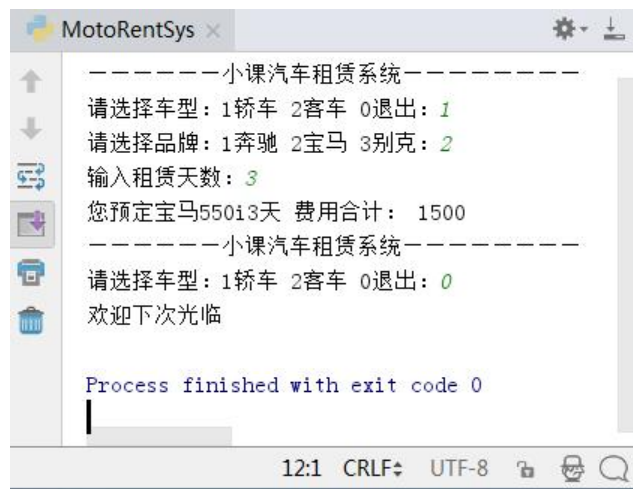 MotoRentSys
－－－－－－小课汽车租赁系统－－－－－－－－
请选择车型：1轿车 2客车 0退出：1
请选择品牌：1奔驰 2宝马 3别克：2
输入租赁天数：3
您预定宝马550i3天 费用合计： 1500
－－－－－－小课汽车租赁系统－－－－－－－－
请选择车型：1轿车 2客车 0退出：0
欢迎下次光临
Process finished with exit code 0
12:1 CRLF UTF-8